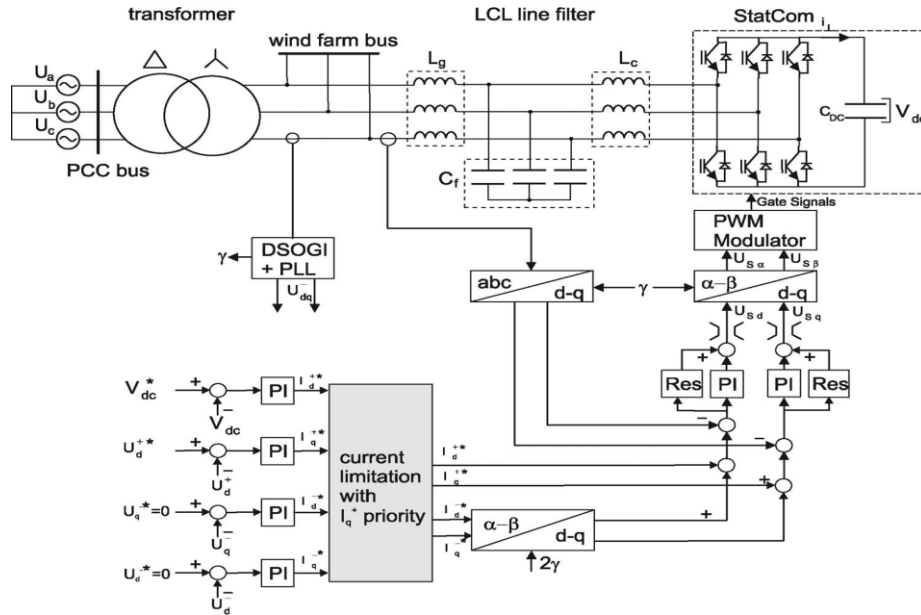 transformer
LCL line filter
StatCom
i_L
wind farm bus
L_g
L_c
U_a
U_b
U_c
PCC bus
C_f
C_DC
V_dc
Gate Signals
PWM
Modulator
U_Sα
U_Sβ
DSOGI
+ PLL
γ
U_dq^-
abc
d-q
γ
α-β
d-q
U_Sd
U_Sq
+
+
Res
PI
PI
Res
V_dc^*
+
−
V_dc
PI
I_d^+*
U_d^+*
+
−
U_d^+
PI
I_q^+*
U_q^-*=0
+
−
U_q^-
PI
I_d^-*
U_d^-*=0
+
−
U_d^-
PI
I_q^-*
current
limitation
with
I_q^+ priority
I_d^+*
I_q^+*
I_d^-*
I_q^-*
α-β
d-q
2γ
−
−
+
+